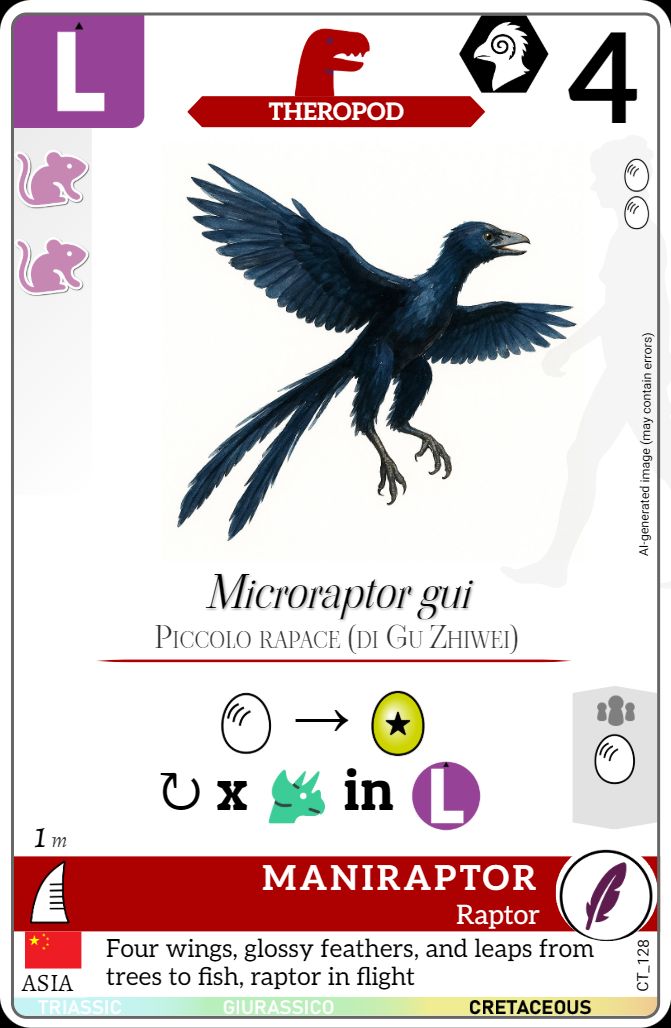 L
THEROPOD
4
AI-generated image (may contain errors)
Microraptor gui
Piccolo rapace (di Gu Zhiwei)
x in L
1 m
MANIRAPTOR
Raptor
ASIA
Four wings, glossy feathers, and leaps from
trees to fish, raptor in flight
CT_128
TRIASSIC GIURASSICO CRETACEOUS